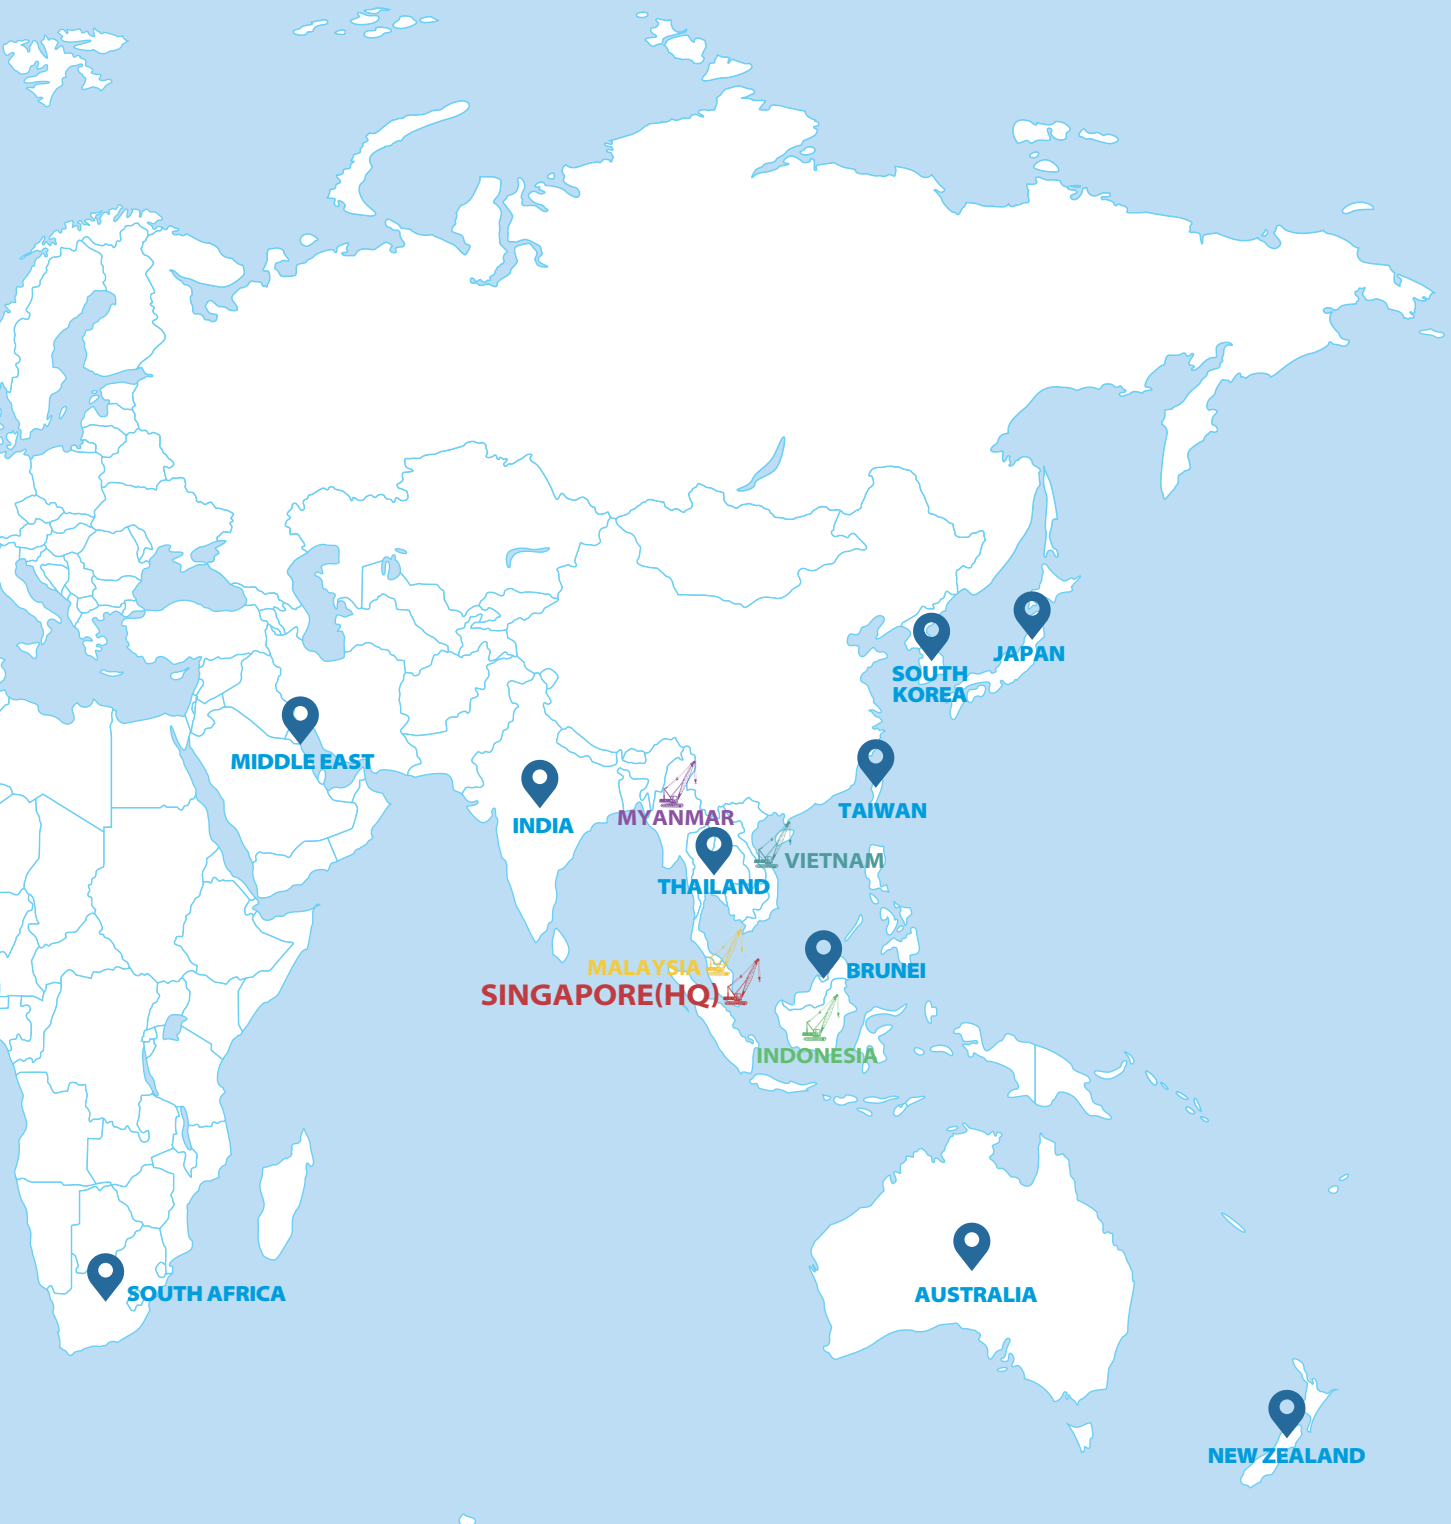 JAPAN
SOUTH
KOREA
MIDDLE EAST
TAIWAN
INDIA
MYANMAR
VIETNAM
THAILAND
MALAYSIA
BRUNEI
SINGAPORE(HQ)
INDONESIA
SOUTH AFRICA
AUSTRALIA
NEW ZEALAND